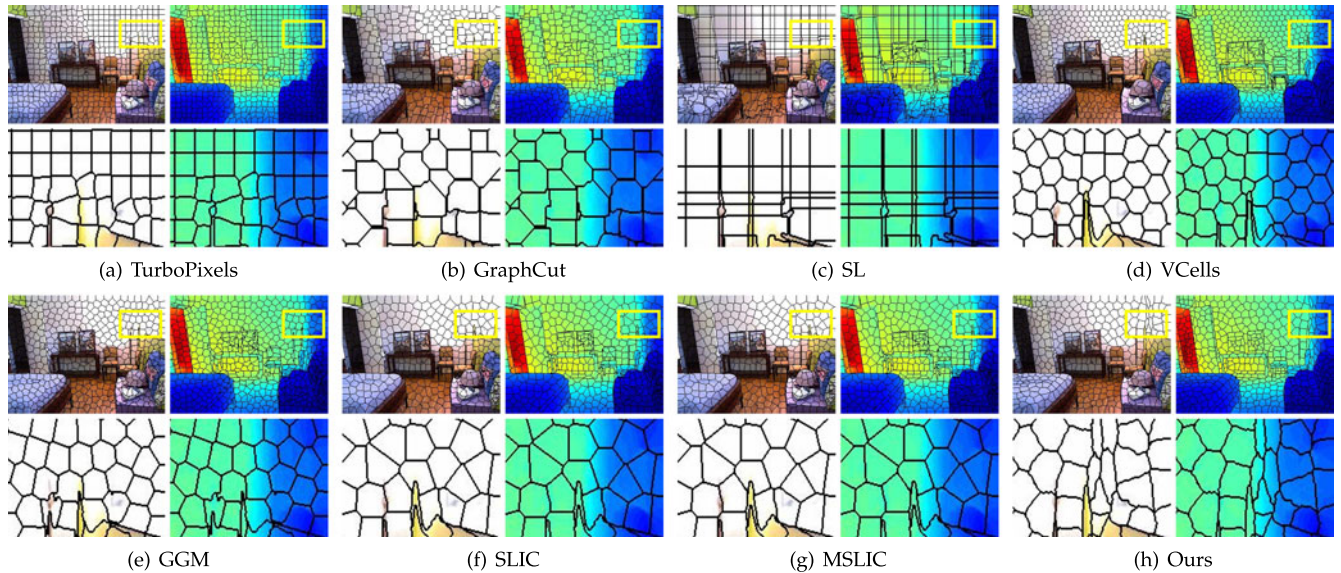 (a) TurboPixels
(b) GraphCut
(c) SL
(d) VCells
(e) GGM
(f) SLIC
(g) MSLIC
(h) Ours